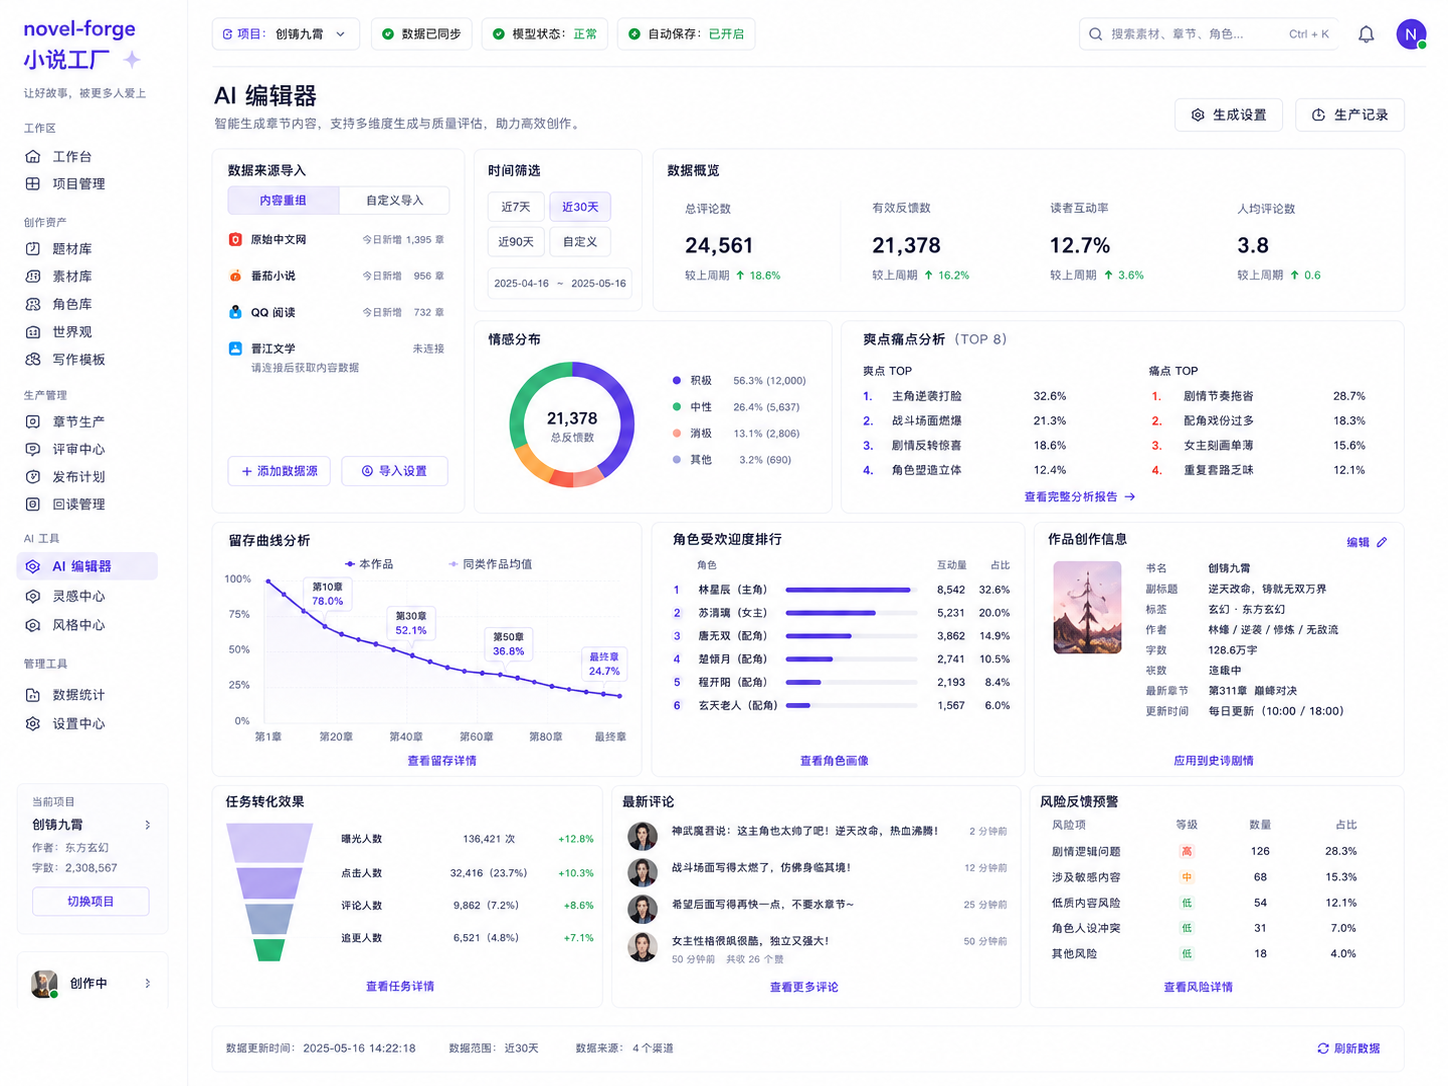 novel-forge
小说工厂
让好故事，被更多人爱上
工作区
工作台
项目管理
创作资产
题材库
素材库
角色库
世界观
写作模板
生产管理
章节生产
评审中心
发布计划
回读管理
AI 工具
AI 编辑器
灵感中心
风格中心
管理工具
数据统计
设置中心
当前项目
创铸九霄
作者：东方玄幻
字数：2,308,567
切换项目
创作中
项目：创铸九霄
数据已同步
模型状态：正常
自动保存：已开启
搜索素材、章节、角色... Ctrl + K
N
AI 编辑器
智能生成章节内容，支持多维度生成与质量评估，助力高效创作。
生成设置
生产记录
数据来源导入
内容重组 自定义导入
原始中文网 今日新增 1,395 章
番茄小说 今日新增 956 章
QQ 阅读 今日新增 732 章
晋江文学 未连接
请连接后获取内容数据
+ 添加数据源 导入设置
时间筛选
近7天 近30天
近90天 自定义
2025-04-16 ~ 2025-05-16
数据概览
总评论数 有效反馈数 读者互动率 人均评论数
24,561 21,378 12.7% 3.8
较上周期 ↑ 18.6% 较上周期 ↑ 16.2% 较上周期 ↑ 3.6% 较上周期 ↑ 0.6
情感分布
21,378
总反馈数
积极 56.3% (12,000)
中性 26.4% (5,637)
消极 13.1% (2,806)
其他 3.2% (690)
爽点痛点分析（TOP 8）
爽点 TOP 痛点 TOP
1. 主角逆袭打脸 32.6% 1. 剧情节奏拖沓 28.7%
2. 战斗场面燃爆 21.3% 2. 配角戏份过多 18.3%
3. 剧情反转惊喜 18.6% 3. 女主刻画单薄 15.6%
4. 角色塑造立体 12.4% 4. 重复套路乏味 12.1%
查看完整分析报告 →
留存曲线分析
本作品 同类作品均值
100%
75%
50%
25%
0%
第10章
78.0%
第30章
52.1%
第50章
36.8%
最终章
24.7%
第1章 第20章 第40章 第60章 第80章 最终章
查看留存详情
角色受欢迎度排行
角色 互动量 占比
1 林星辰（主角） 8,542 32.6%
2 苏清璃（女主） 5,231 20.0%
3 唐无双（配角） 3,862 14.9%
4 楚倾月（配角） 2,741 10.5%
5 程开阳（配角） 2,193 8.4%
6 玄天老人（配角） 1,567 6.0%
查看角色画像
作品创作信息
编辑
书名 创铸九霄
副标题 逆天改命，铸就无双万界
标签 玄幻 · 东方玄幻
作者 林峰 / 逆袭 / 修炼 / 无敌流
字数 128.6万字
最新章节 第311章 巅峰对决
更新时间 每日更新（10:00 / 18:00）
应用到史诗剧情
任务转化效果
曝光人数 136,421 次 +12.8%
点击人数 32,416 (23.7%) +10.3%
评论人数 9,862 (7.2%) +8.6%
追更人数 6,521 (4.8%) +7.1%
查看任务详情
最新评论
神武魔君说：这主角也太帅了吧！逆天改命，热血沸腾！ 2 分钟前
战斗场面写得太燃了，仿佛身临其境！ 12 分钟前
希望后面写得再快一点，不要水章节~ 25 分钟前
女主性格很飒很酷，独立又强大！ 50 分钟前
50 分钟前 共收 26 个赞
查看更多评论
风险反馈预警
风险项 等级 数量 占比
剧情逻辑问题 高 126 28.3%
涉及敏感内容 中 68 15.3%
低质内容风险 低 54 12.1%
角色人设冲突 低 31 7.0%
其他风险 低 18 4.0%
查看风险详情
数据更新时间：2025-05-16 14:22:18 数据范围：近30天 数据来源：4个渠道
刷新数据